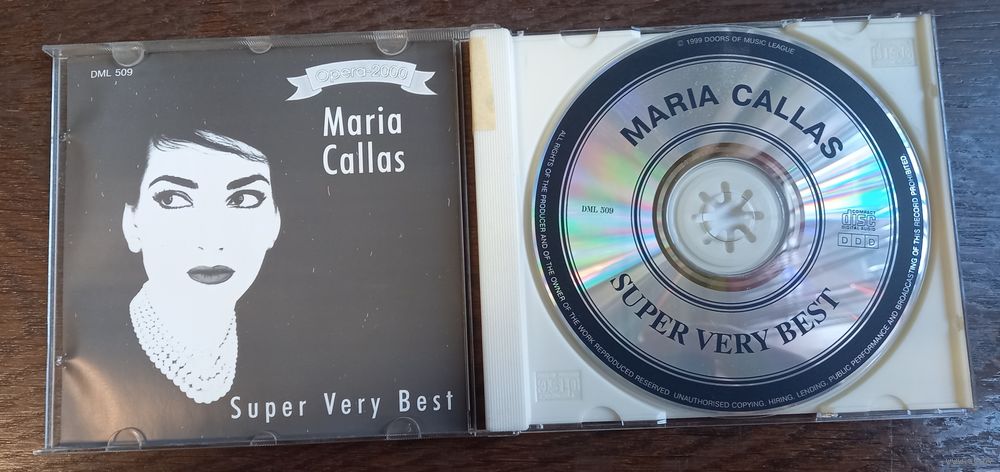 DML 509
Opera-2000
Maria
Callas
Super Very Best
© 1999 DOORS OF MUSIC LEAGUE
MARIA CALLAS
DML 509
COMPACT
disc
DIGITAL AUDIO
DDD
SUPER VERY BEST
ALL RIGHTS OF THE PRODUCER AND OF THE OWNER OF THE WORK REPRODUCED RESERVED. UNAUTHORISED COPYING, HIRING, LENDING, PUBLIC PERFORMANCE AND BROADCASTING OF THIS RECORD PROHIBITED